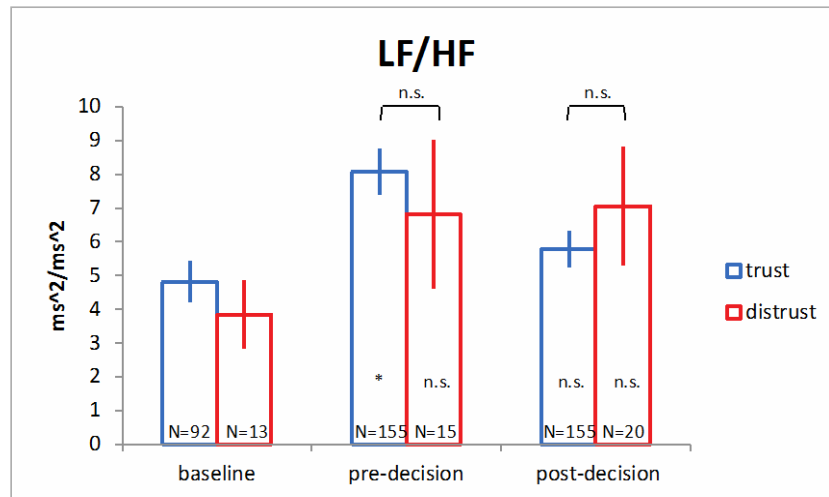 LF/HF
n.s.
n.s.
10
9
8
7
6
5
4
3
2
1
0
ms^2/ms^2
*
n.s.
n.s.
n.s.
N=92
N=13
N=155
N=15
N=155
N=20
baseline
pre-decision
post-decision
trust
distrust